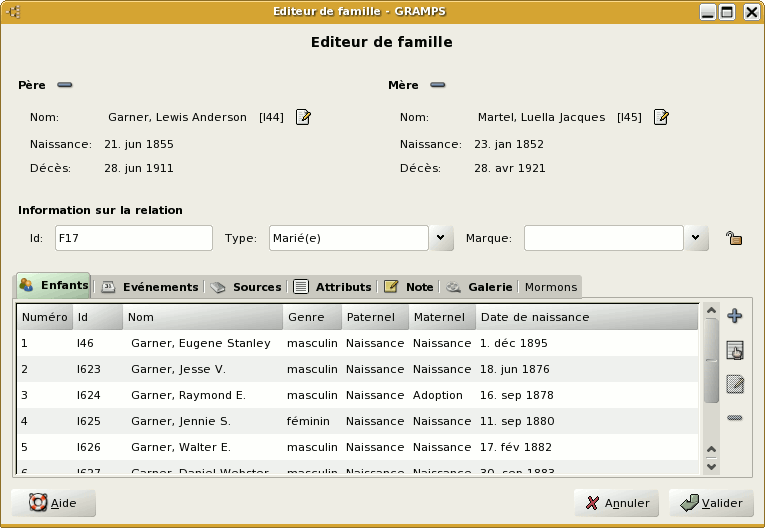 Editeur de famille - GRAMPS
Editeur de famille
Père Mère
Nom: Garner, Lewis Anderson [I44] Nom: Martel, Luella Jacques [I45]
Naissance: 21. jun 1855 Naissance: 23. jan 1852
Décès: 28. jun 1911 Décès: 28. avr 1921
Information sur la relation
Id: F17 Type: Marié(e) Marque:
Enfants Evénements Sources Attributs Note Galerie Mormons
Numéro Id Nom Genre Paternel Maternel Date de naissance
1 I46 Garner, Eugene Stanley masculin Naissance Naissance 1. déc 1895
2 I623 Garner, Jesse V. masculin Naissance Naissance 18. jun 1876
3 I624 Garner, Raymond E. masculin Naissance Adoption 16. sep 1878
4 I625 Garner, Jennie S. féminin Naissance Naissance 11. sep 1880
5 I626 Garner, Walter E. masculin Naissance Naissance 17. fév 1882
6 I627 Garner, Daniel Webster masculin Naissance Naissance 30. sep 1883
Aide Annuler Valider